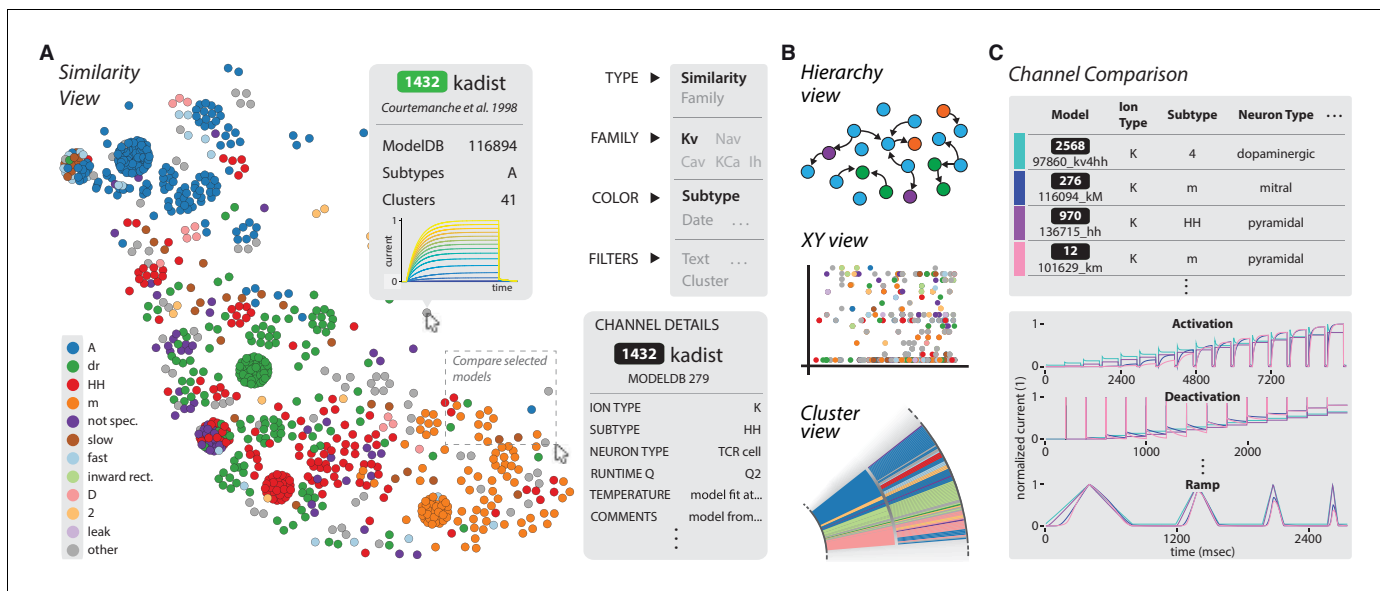 A
Similarity
View
1432 kadist
Courtemanche et al. 1998
ModelDB 116894
Subtypes A
Clusters 41
1
current
0
time
A
dr
HH
m
not spec.
slow
fast
inward rect.
D
2
leak
other
Compare selected
models
TYPE Similarity
Family
FAMILY Kv Nav
Cav KCa Ih
COLOR Subtype
Date ...
FILTERS Text ...
Cluster
CHANNEL DETAILS
1432 kadist
MODELDB 279
ION TYPE K
SUBTYPE HH
NEURON TYPE TCR cell
RUNTIME Q Q2
TEMPERATURE model fit at...
COMMENTS model from...
B
Hierarchy
view
XY view
Cluster
view
C
Channel Comparison
Model Ion Type Subtype Neuron Type ...
2568
97860_kv4hh K 4 dopaminergic
276
116094_kM K m mitral
970
136715_hh K HH pyramidal
12
101629_km K m pyramidal
normalized current (1)
Activation
1
0
0 2400 4800 7200
Deactivation
1
0
0 1000 2000
Ramp
1
0
0 1200 2400
time (msec)